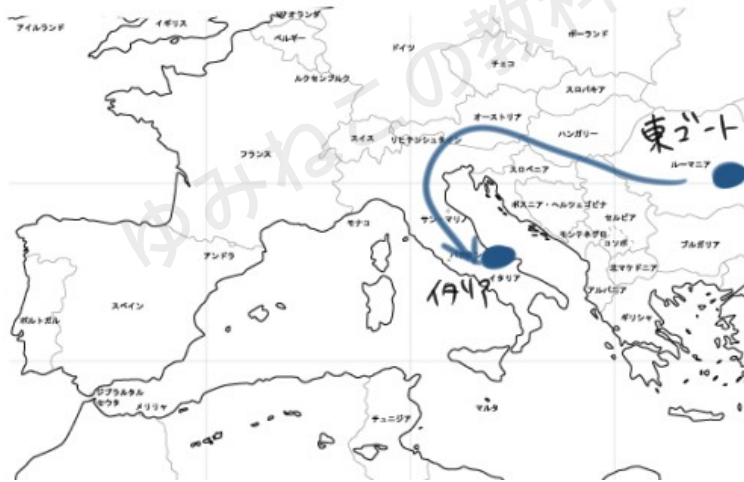 アイルランド
イギリス
オランダ
ベルギー
ドイツ
ポーランド
ルクセンブルク
チェコ
スロバキア
オーストリア
ハンガリー
スイス
リヒテンシュタイン
フランス
東ゴート
ルーマニア
スロベニア
ボスニア・ヘルツェゴビナ
モナコ
サンマリノ
セルビア
モンテネグロ
コソボ
ブルガリア
アンドラ
北マケドニア
イタリア
イタリア
アルバニア
ギリシャ
スペイン
ポルトガル
ジブラルタル
セウタ
メリリャ
チュニジア
マルタ
ゆみねこの教科